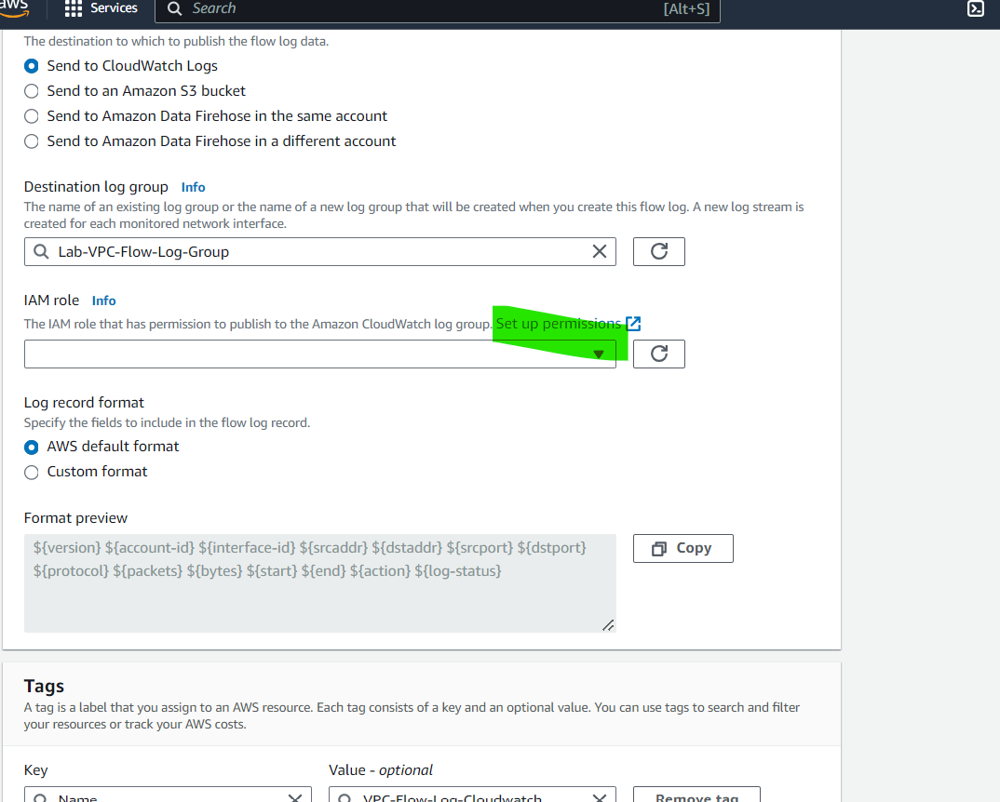 aws
Services
Search
[Alt+S]
The destination to which to publish the flow log data.
Send to CloudWatch Logs
Send to an Amazon S3 bucket
Send to Amazon Data Firehose in the same account
Send to Amazon Data Firehose in a different account
Destination log group Info
The name of an existing log group or the name of a new log group that will be created when you create this flow log. A new log stream is
created for each monitored network interface.
Lab-VPC-Flow-Log-Group
IAM role Info
The IAM role that has permission to publish to the Amazon CloudWatch log group. Set up permissions
Log record format
Specify the fields to include in the flow log record.
AWS default format
Custom format
Format preview
${version} ${account-id} ${interface-id} ${srcaddr} ${dstaddr} ${srcport} ${dstport}
${protocol} ${packets} ${bytes} ${start} ${end} ${action} ${log-status}
Copy
Tags
A tag is a label that you assign to an AWS resource. Each tag consists of a key and an optional value. You can use tags to search and filter
your resources or track your AWS costs.
Key
Value - optional
Name
VPC-Flow-Log-Cloudwatch
Remove tag